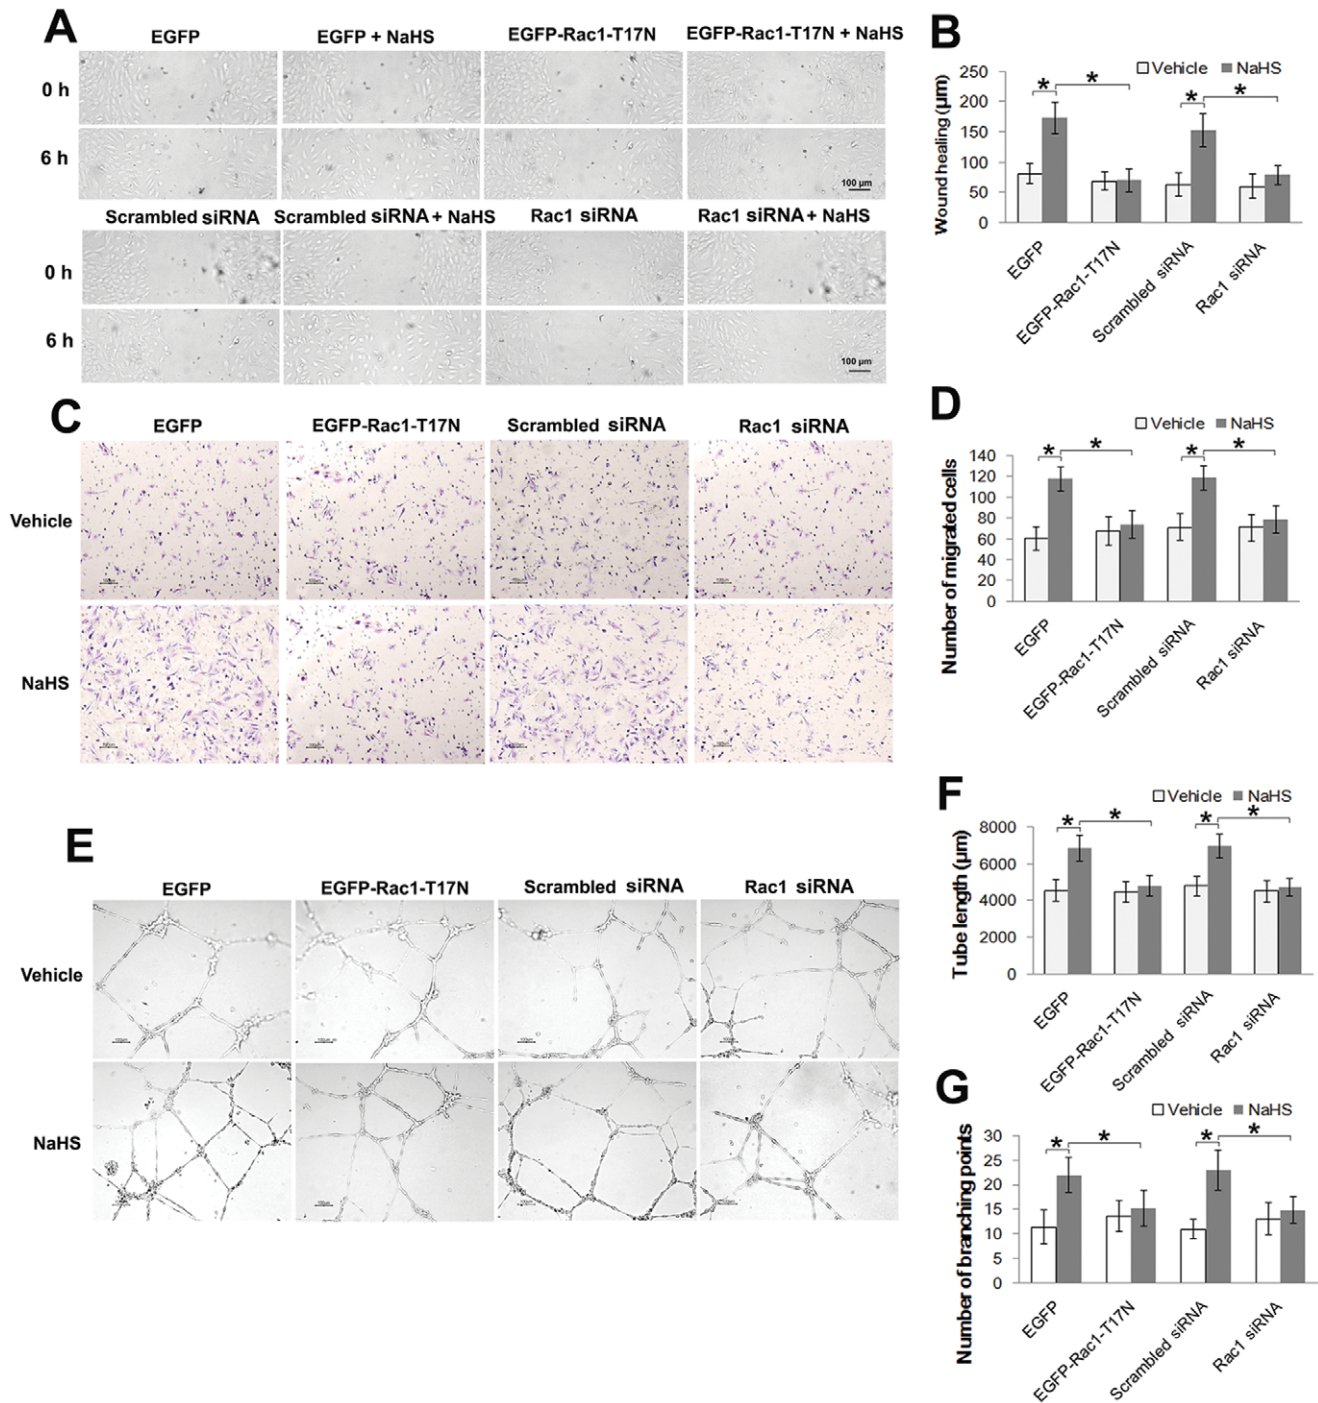 A
EGFP
EGFP + NaHS
EGFP-Rac1-T17N
EGFP-Rac1-T17N + NaHS
0 h
6 h
100 µm
Scrambled siRNA
Scrambled siRNA + NaHS
Rac1 siRNA
Rac1 siRNA + NaHS
0 h
6 h
100 µm
B
Vehicle NaHS
Wound healing (µm)
250
200
150
100
50
0
* * * *
EGFP
EGFP-Rac1-T17N
Scrambled siRNA
Rac1 siRNA
C
EGFP
EGFP-Rac1-T17N
Scrambled siRNA
Rac1 siRNA
Vehicle
NaHS
D
Vehicle NaHS
Number of migrated cells
140
120
100
80
60
40
20
0
* * * *
EGFP
EGFP-Rac1-T17N
Scrambled siRNA
Rac1 siRNA
E
EGFP
EGFP-Rac1-T17N
Scrambled siRNA
Rac1 siRNA
Vehicle
NaHS
F
Vehicle NaHS
Tube length (µm)
8000
6000
4000
2000
0
* * * *
EGFP
EGFP-Rac1-T17N
Scrambled siRNA
Rac1 siRNA
G
Vehicle NaHS
Number of branching points
30
25
20
15
10
5
0
* * * *
EGFP
EGFP-Rac1-T17N
Scrambled siRNA
Rac1 siRNA